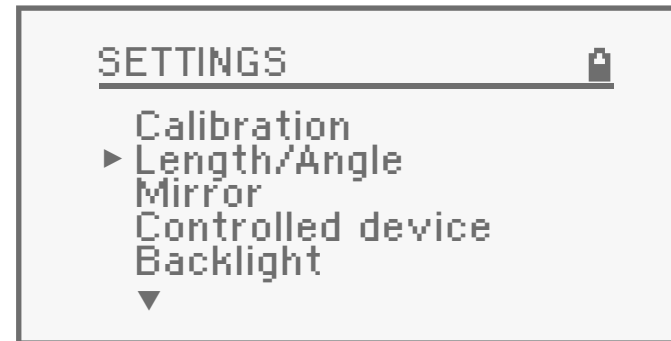 SETTINGS
Calibration
Length/Angle
Mirror
Controlled device
Backlight